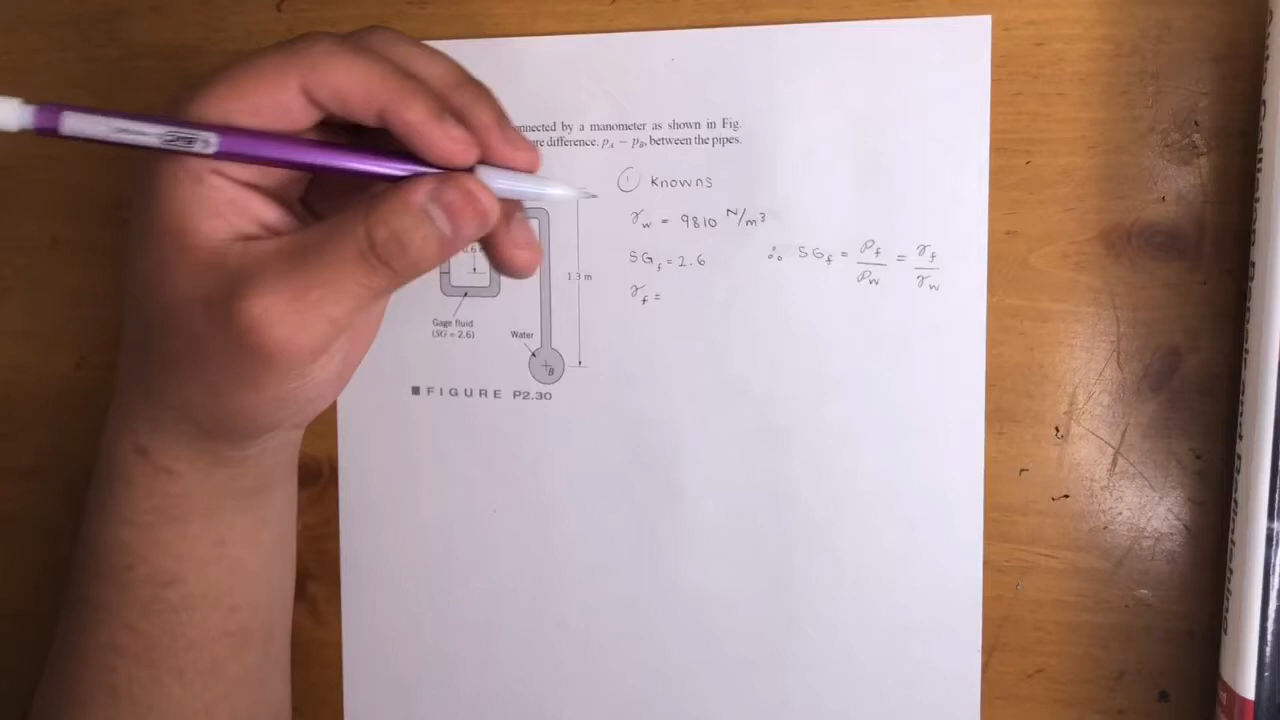 nnected by a manometer as shown in Fig.
re difference, pA − pB, between the pipes.
1 Knowns
γw = 9810 N/m³
SGf = 2.6 ∴ SGf = ρf/ρw = γf/γw
γf =
1.3 m
Gage fluid
(SG = 2.6)
Water
B
■ FIGURE P2.30